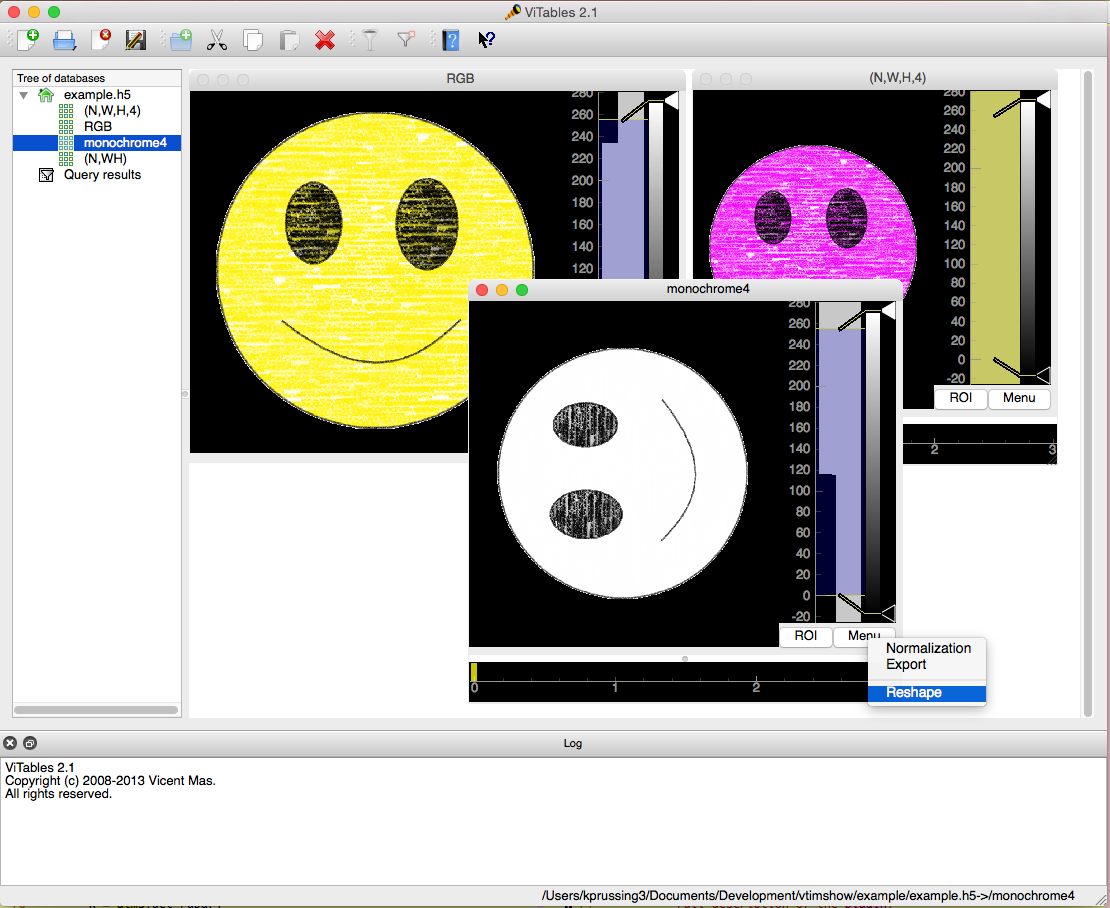 ViTables 2.1
Tree of databases
example.h5
(N,W,H,4)
RGB
monochrome4
(N,WH)
Query results
RGB
280
260
240
220
200
180
160
140
120
(N,W,H,4)
280
260
240
220
200
180
160
140
120
100
80
60
40
20
0
-20
ROI Menu
2 3
monochrome4
280
260
240
220
200
180
160
140
120
100
80
60
40
20
0
-20
ROI Menu
0 1 2
Normalization
Export
Reshape
Log
ViTables 2.1
Copyright (c) 2008-2013 Vicent Mas.
All rights reserved.
/Users/kprussing3/Documents/Development/vtimshow/example/example.h5->/monochrome4